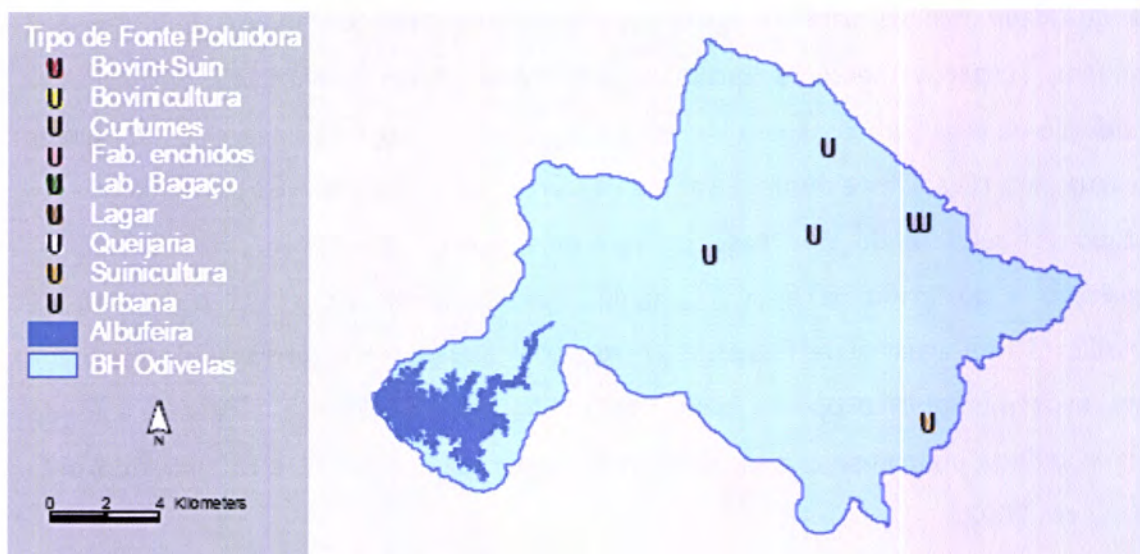 Tipo de Fonte Poluidora
U Bovin+Suin
U Bovinicultura
U Curtumes
U Fab. enchidos
U Lab. Bagaço
U Lagar
U Queijaria
U Suinicultura
U Urbana
Albufeira
BH Odivelas
N
0 2 4 Kilometers
U
UU
U
U
U